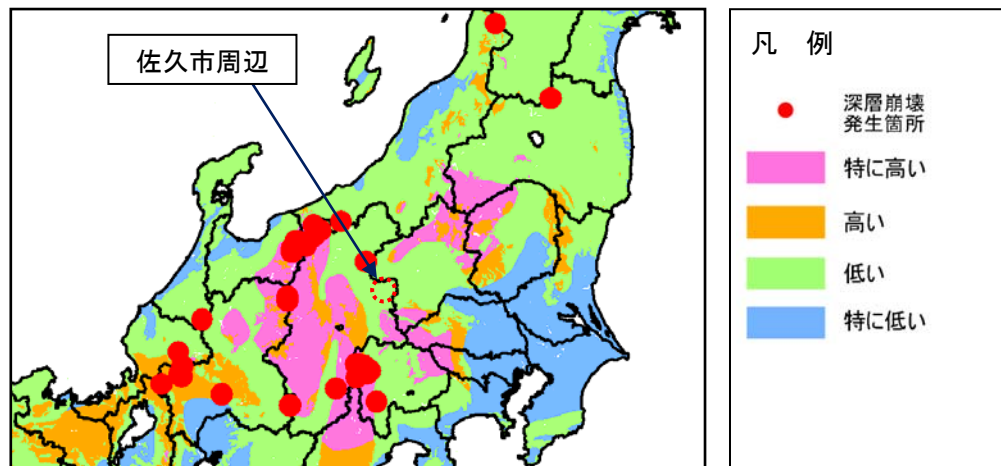 佐久市周辺
凡 例
深層崩壊
発生箇所
特に高い
高い
低い
特に低い